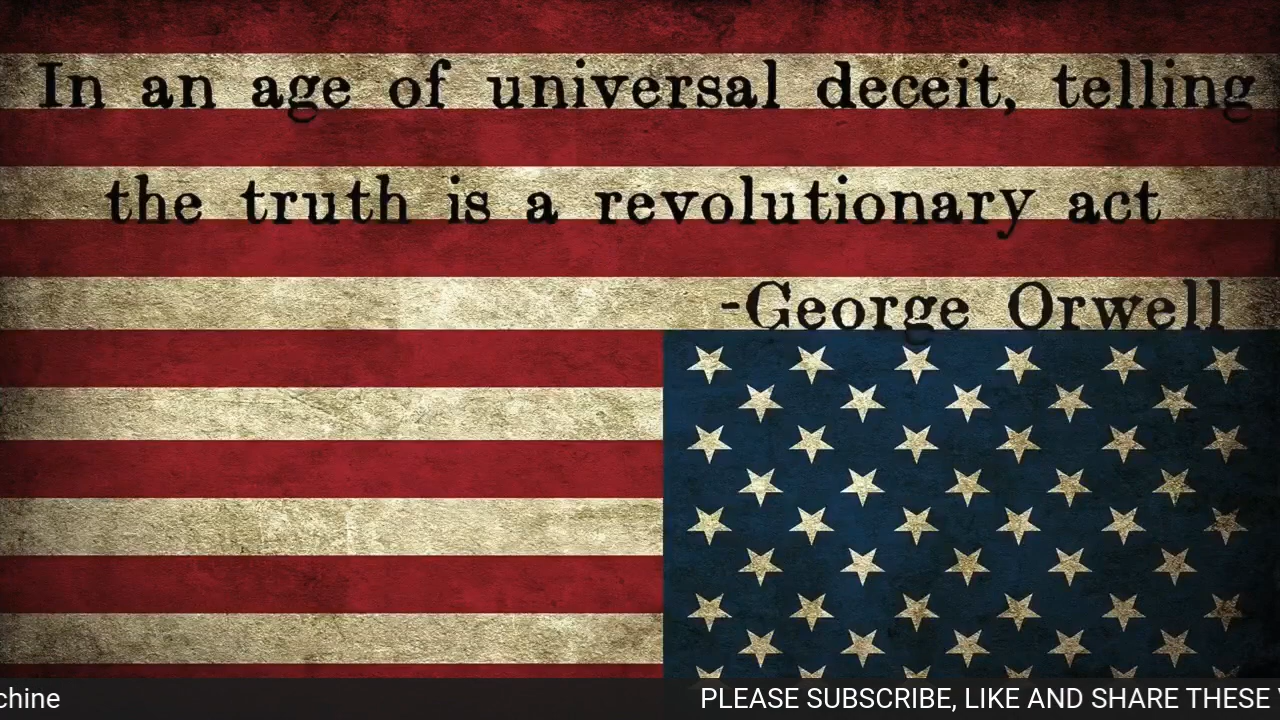 In an age of universal deceit, telling
the truth is a revolutionary act
-George Orwell
chine PLEASE SUBSCRIBE, LIKE AND SHARE THESE